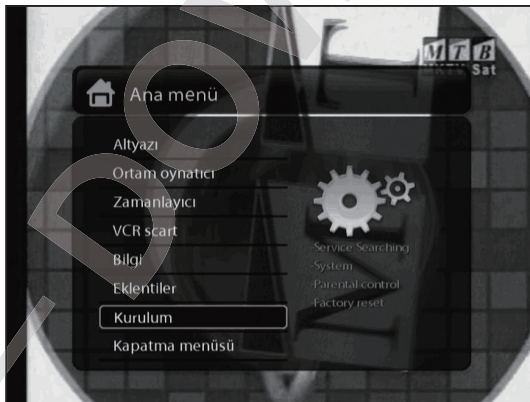 M T B
Sat
Ana menü
Altyazı
Ortam oynatıcı
Zamanlayıcı
VCR scart
Bilgi
Eklentiler
Kurulum
Kapatma menüsü
-Service Searching
-System
-Parental control
-Factory reset